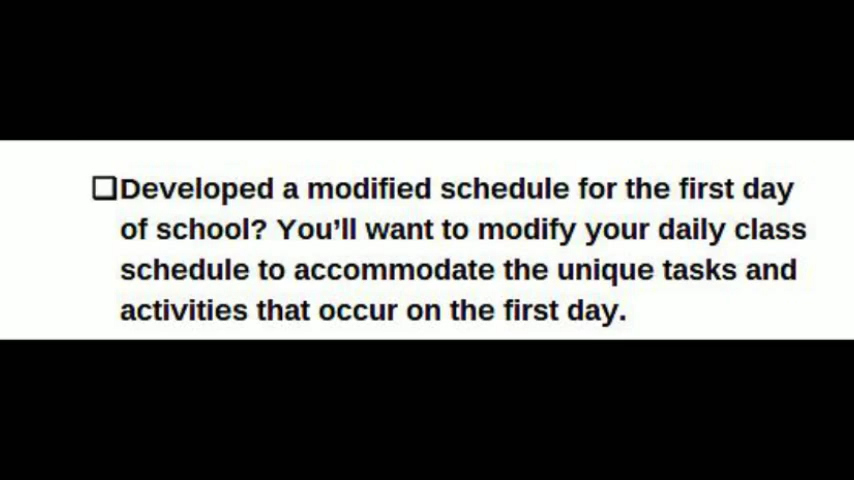 ❑Developed a modified schedule for the first day
of school? You’ll want to modify your daily class
schedule to accommodate the unique tasks and
activities that occur on the first day.